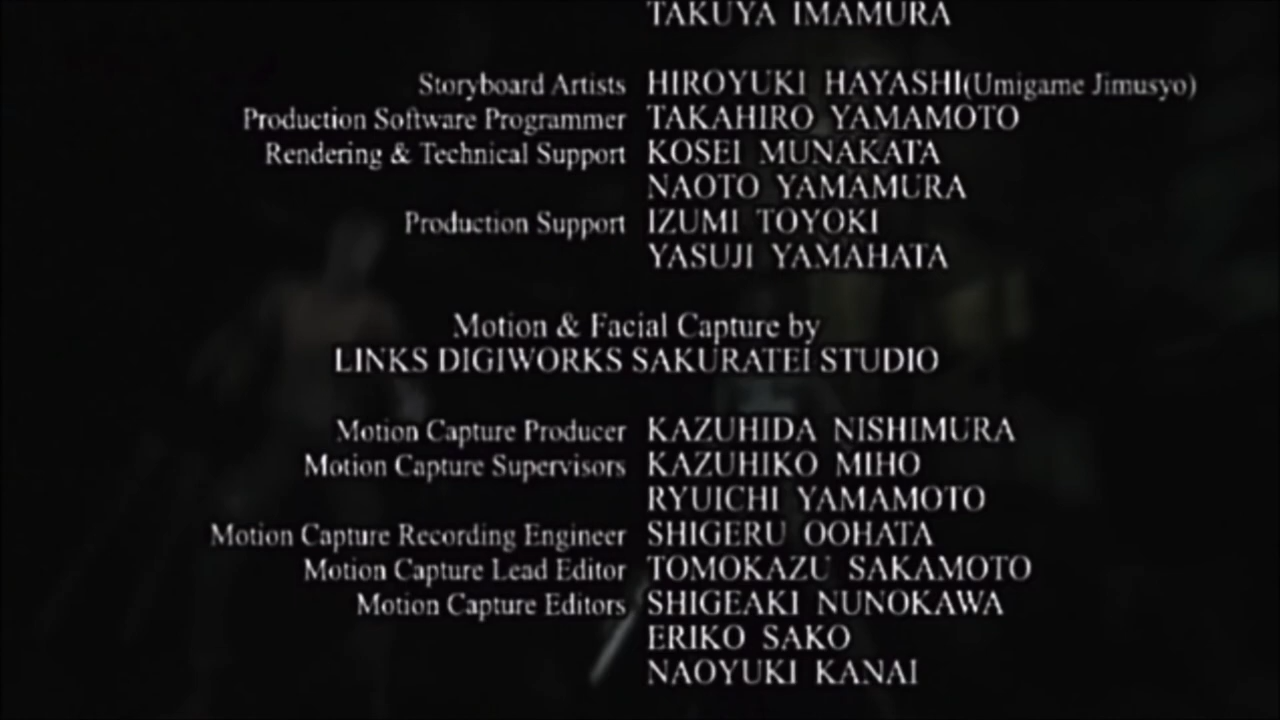 TAKUYA IMAMURA
Storyboard Artists HIROYUKI HAYASHI(Umigame Jimusyo)
Production Software Programmer TAKAHIRO YAMAMOTO
Rendering & Technical Support KOSEI MUNAKATA
NAOTO YAMAMURA
Production Support IZUMI TOYOKI
YASUJI YAMAHATA
Motion & Facial Capture by
LINKS DIGIWORKS SAKURATEI STUDIO
Motion Capture Producer KAZUHIDA NISHIMURA
Motion Capture Supervisors KAZUHIKO MIHO
RYUICHI YAMAMOTO
Motion Capture Recording Engineer SHIGERU OOHATA
Motion Capture Lead Editor TOMOKAZU SAKAMOTO
Motion Capture Editors SHIGEAKI NUNOKAWA
ERIKO SAKO
NAOYUKI KANAI